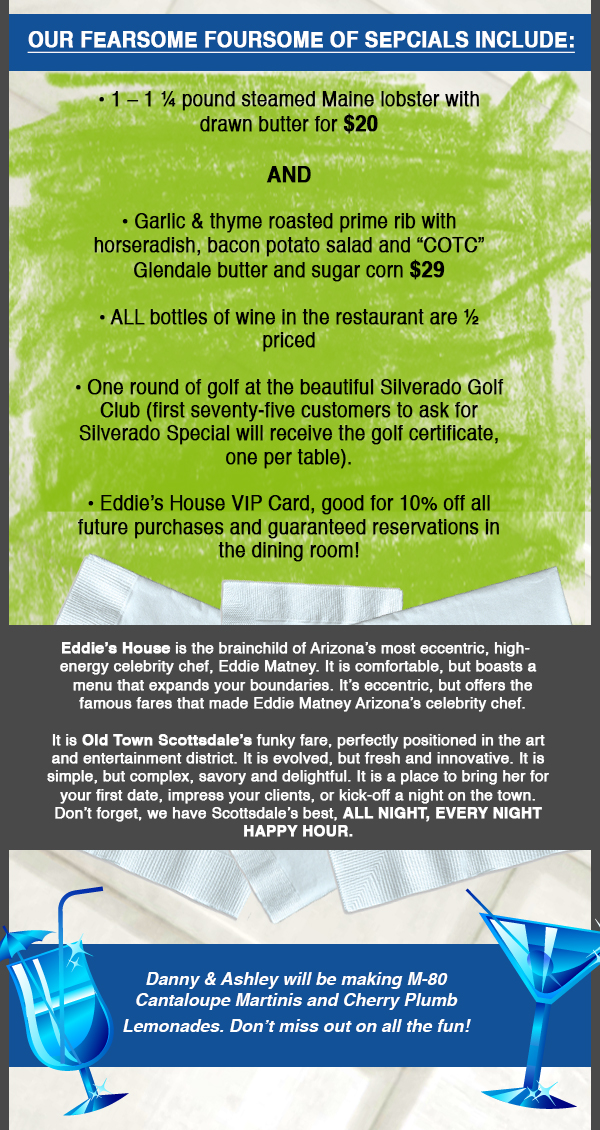 OUR FEARSOME FOURSOME OF SEPCIALS INCLUDE:
• 1 – 1 ¼ pound steamed Maine lobster with
drawn butter for $20
AND
• Garlic & thyme roasted prime rib with
horseradish, bacon potato salad and “COTC”
Glendale butter and sugar corn $29
• ALL bottles of wine in the restaurant are ½
priced
• One round of golf at the beautiful Silverado Golf
Club (first seventy-five customers to ask for
Silverado Special will receive the golf certificate,
one per table).
• Eddie’s House VIP Card, good for 10% off all
future purchases and guaranteed reservations in
the dining room!
Eddie’s House is the brainchild of Arizona’s most eccentric, high-
energy celebrity chef, Eddie Matney. It is comfortable, but boasts a
menu that expands your boundaries. It’s eccentric, but offers the
famous fares that made Eddie Matney Arizona’s celebrity chef.
It is Old Town Scottsdale’s funky fare, perfectly positioned in the art
and entertainment district. It is evolved, but fresh and innovative. It is
simple, but complex, savory and delightful. It is a place to bring her for
your first date, impress your clients, or kick-off a night on the town.
Don’t forget, we have Scottsdale’s best, ALL NIGHT, EVERY NIGHT
HAPPY HOUR.
Danny & Ashley will be making M-80
Cantaloupe Martinis and Cherry Plumb
Lemonades. Don’t miss out on all the fun!